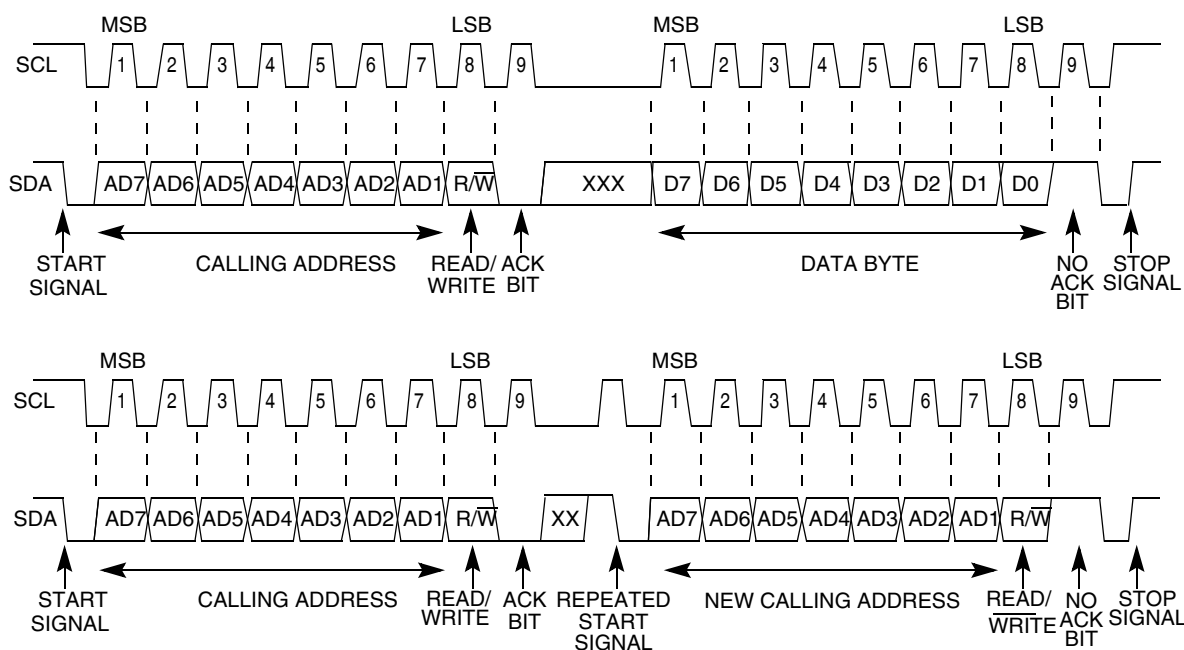 MSB LSB MSB LSB
SCL 1 2 3 4 5 6 7 8 9 1 2 3 4 5 6 7 8 9
SDA AD7 AD6 AD5 AD4 AD3 AD2 AD1 R/W̅ XXX D7 D6 D5 D4 D3 D2 D1 D0
START SIGNAL
CALLING ADDRESS
READ/
WRITE
ACK
BIT
DATA BYTE
NO
ACK
BIT
STOP
SIGNAL
MSB LSB MSB LSB
SCL 1 2 3 4 5 6 7 8 9 1 2 3 4 5 6 7 8 9
SDA AD7 AD6 AD5 AD4 AD3 AD2 AD1 R/W̅ XX AD7 AD6 AD5 AD4 AD3 AD2 AD1 R/W̅
START
SIGNAL
CALLING ADDRESS
READ/
WRITE
ACK
BIT
REPEATED
START
SIGNAL
NEW CALLING ADDRESS
READ/
W̅R̅I̅T̅E̅
NO
ACK
BIT
STOP
SIGNAL